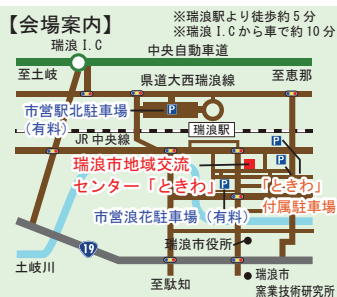 【会場案内】
※瑞浪駅より徒歩約5分
※瑞浪I.Cから車で約10分
瑞浪I.C
中央自動車道
至土岐
県道大西瑞浪線
至恵那
市営駅北駐車場
(有料)
P
瑞浪駅
JR中央線
P
瑞浪市地域交流
センター「ときわ」
P
「ときわ」
付属駐車場
P
市営浪花駐車場(有料)
瑞浪市役所
19
土岐川
至駄知
瑞浪市
窯業技術研究所